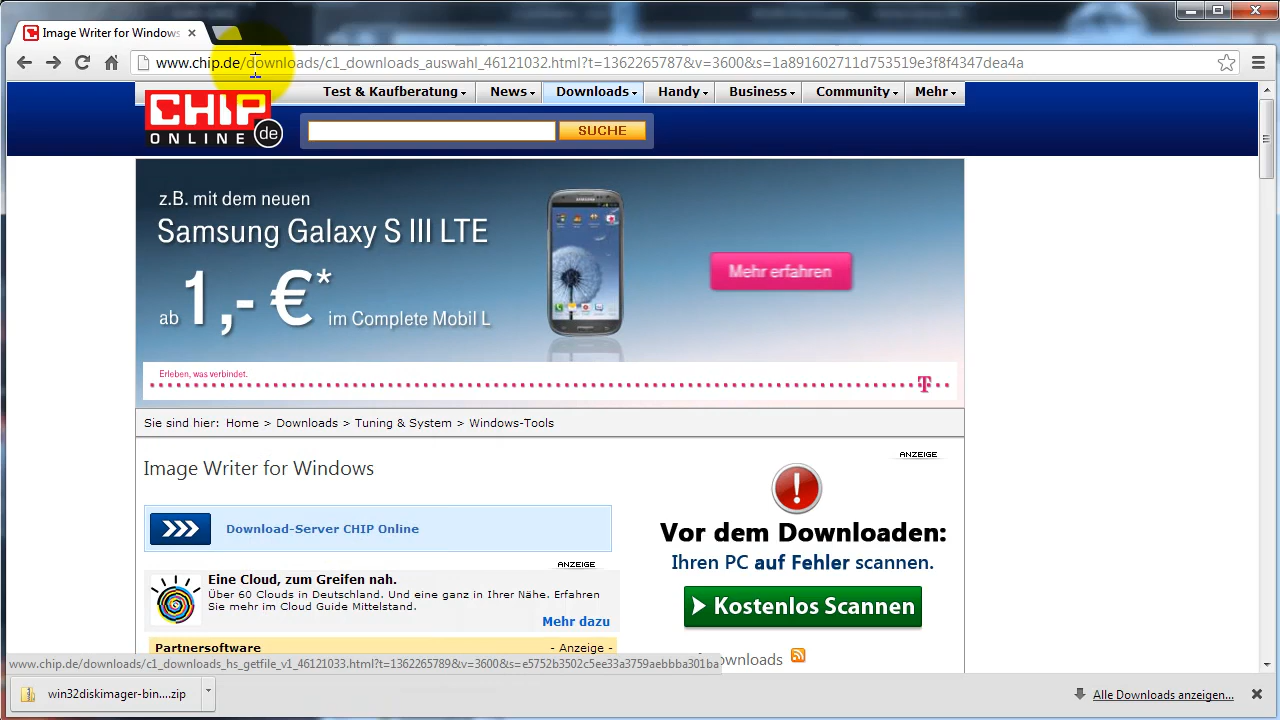 Image Writer for Windows
www.chip.de/downloads/c1_downloads_auswahl_46121032.html?t=1362265787&v=3600&s=1a891602711d753519e3f8f4347dea4a
Test & Kaufberatung News Downloads Handy Business Community Mehr
CHIP
ONLINE de
SUCHE
z.B. mit dem neuen
Samsung Galaxy S III LTE
ab 1,- €* im Complete Mobil L
Mehr erfahren
Erleben, was verbindet.
T
Sie sind hier: Home > Downloads > Tuning & System > Windows-Tools
Image Writer for Windows
Download-Server CHIP Online
ANZEIGE
Eine Cloud, zum Greifen nah.
Über 60 Clouds in Deutschland. Und eine ganz in Ihrer Nähe. Erfahren
Sie mehr im Cloud Guide Mittelstand.
Mehr dazu
Partnersoftware - Anzeige -
ANZEIGE
Vor dem Downloaden:
Ihren PC auf Fehler scannen.
Kostenlos Scannen
www.chip.de/downloads/c1_downloads_hs_getfile_v1_46121033.html?t=1362265799&v=3600&s=e5752b3502c5ee33a3759aebbba3011a
win32diskimager-bin....zip
Alle Downloads anzeigen...